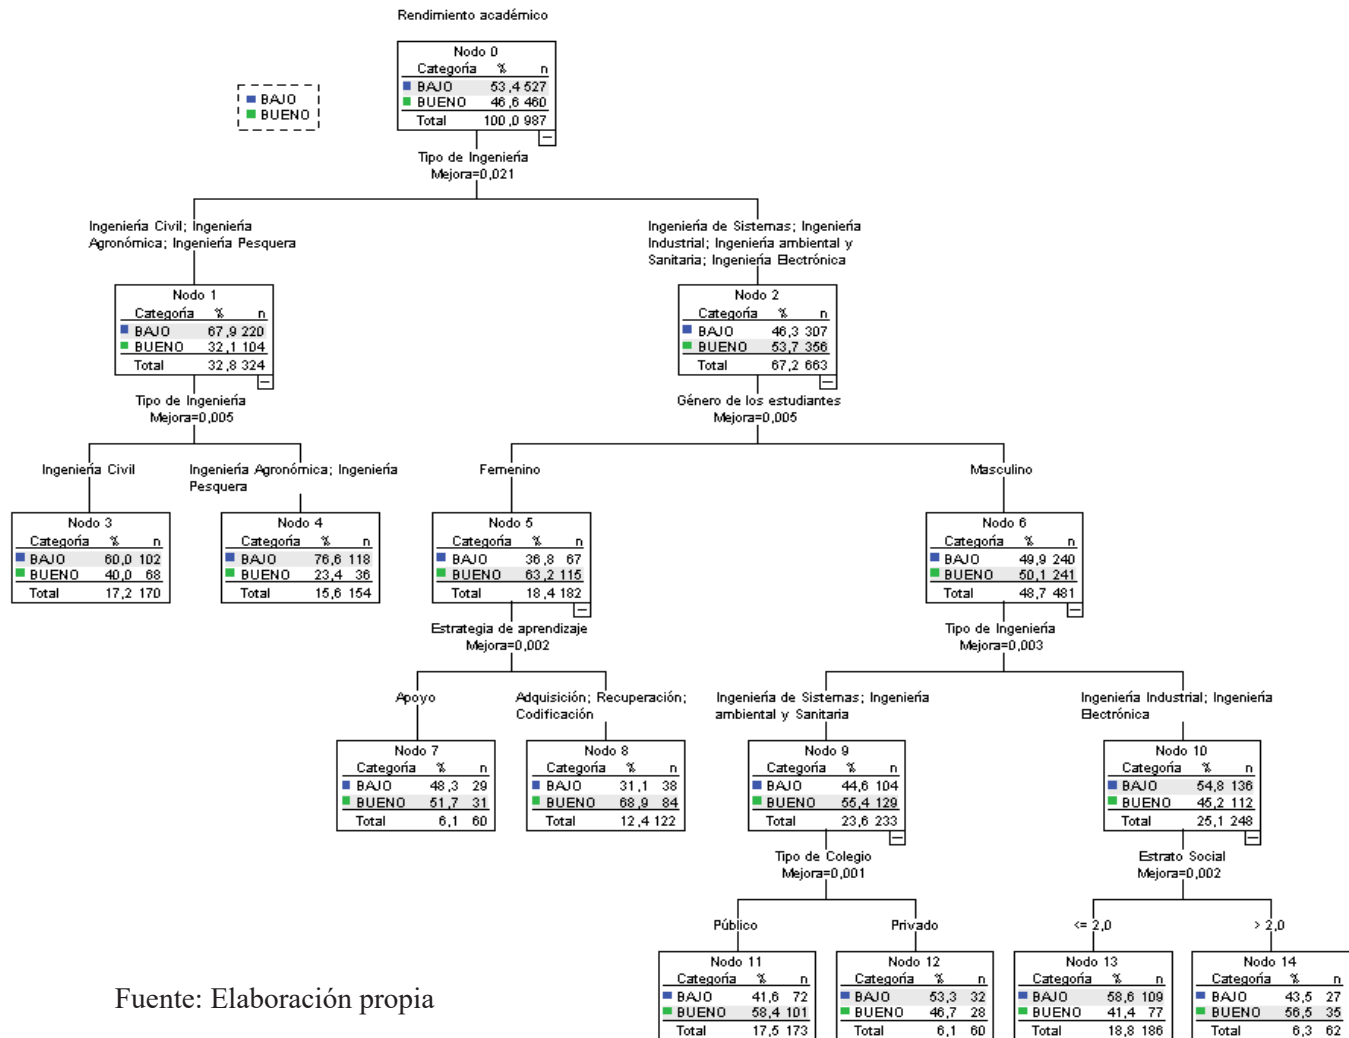 Rendimiento académico
BAJO
BUENO
Nodo 0
Categoría % n
BAJO 53,4 527
BUENO 46,6 460
Total 100,0 987
Tipo de Ingeniería
Mejora=0,021
Ingeniería Civil; Ingeniería
Agronómica; Ingeniería Pesquera
Ingeniería de Sistemas; Ingeniería
Industrial; Ingeniería ambiental y
Sanitaria; Ingeniería Electrónica
Nodo 1
Categoría % n
BAJO 67,9 220
BUENO 32,1 104
Total 32,8 324
Nodo 2
Categoría % n
BAJO 46,3 307
BUENO 53,7 356
Total 67,2 663
Tipo de Ingeniería
Mejora=0,005
Género de los estudiantes
Mejora=0,005
Ingeniería Civil
Ingeniería Agronómica; Ingeniería
Pesquera
Femenino
Masculino
Nodo 3
Categoría % n
BAJO 60,0 102
BUENO 40,0 68
Total 17,2 170
Nodo 4
Categoría % n
BAJO 76,6 118
BUENO 23,4 36
Total 15,6 154
Nodo 5
Categoría % n
BAJO 36,8 67
BUENO 63,2 115
Total 18,4 182
Nodo 6
Categoría % n
BAJO 49,9 240
BUENO 50,1 241
Total 48,7 481
Estrategia de aprendizaje
Mejora=0,002
Tipo de Ingeniería
Mejora=0,003
Apoyo
Adquisición; Recuperación;
Codificación
Ingeniería de Sistemas; Ingeniería
ambiental y Sanitaria
Ingeniería Industrial; Ingeniería
Electrónica
Nodo 7
Categoría % n
BAJO 48,3 29
BUENO 51,7 31
Total 6,1 60
Nodo 8
Categoría % n
BAJO 31,1 38
BUENO 68,9 84
Total 12,4 122
Nodo 9
Categoría % n
BAJO 44,6 104
BUENO 55,4 129
Total 23,6 233
Nodo 10
Categoría % n
BAJO 54,8 136
BUENO 45,2 112
Total 25,1 248
Tipo de Colegio
Mejora=0,001
Estrato Social
Mejora=0,002
Público
Privado
<= 2,0
> 2,0
Nodo 11
Categoría % n
BAJO 41,6 72
BUENO 58,4 101
Total 17,5 173
Nodo 12
Categoría % n
BAJO 53,3 32
BUENO 46,7 28
Total 6,1 60
Nodo 13
Categoría % n
BAJO 58,6 109
BUENO 41,4 77
Total 18,8 186
Nodo 14
Categoría % n
BAJO 43,5 27
BUENO 56,5 35
Total 6,3 62
Fuente: Elaboración propia